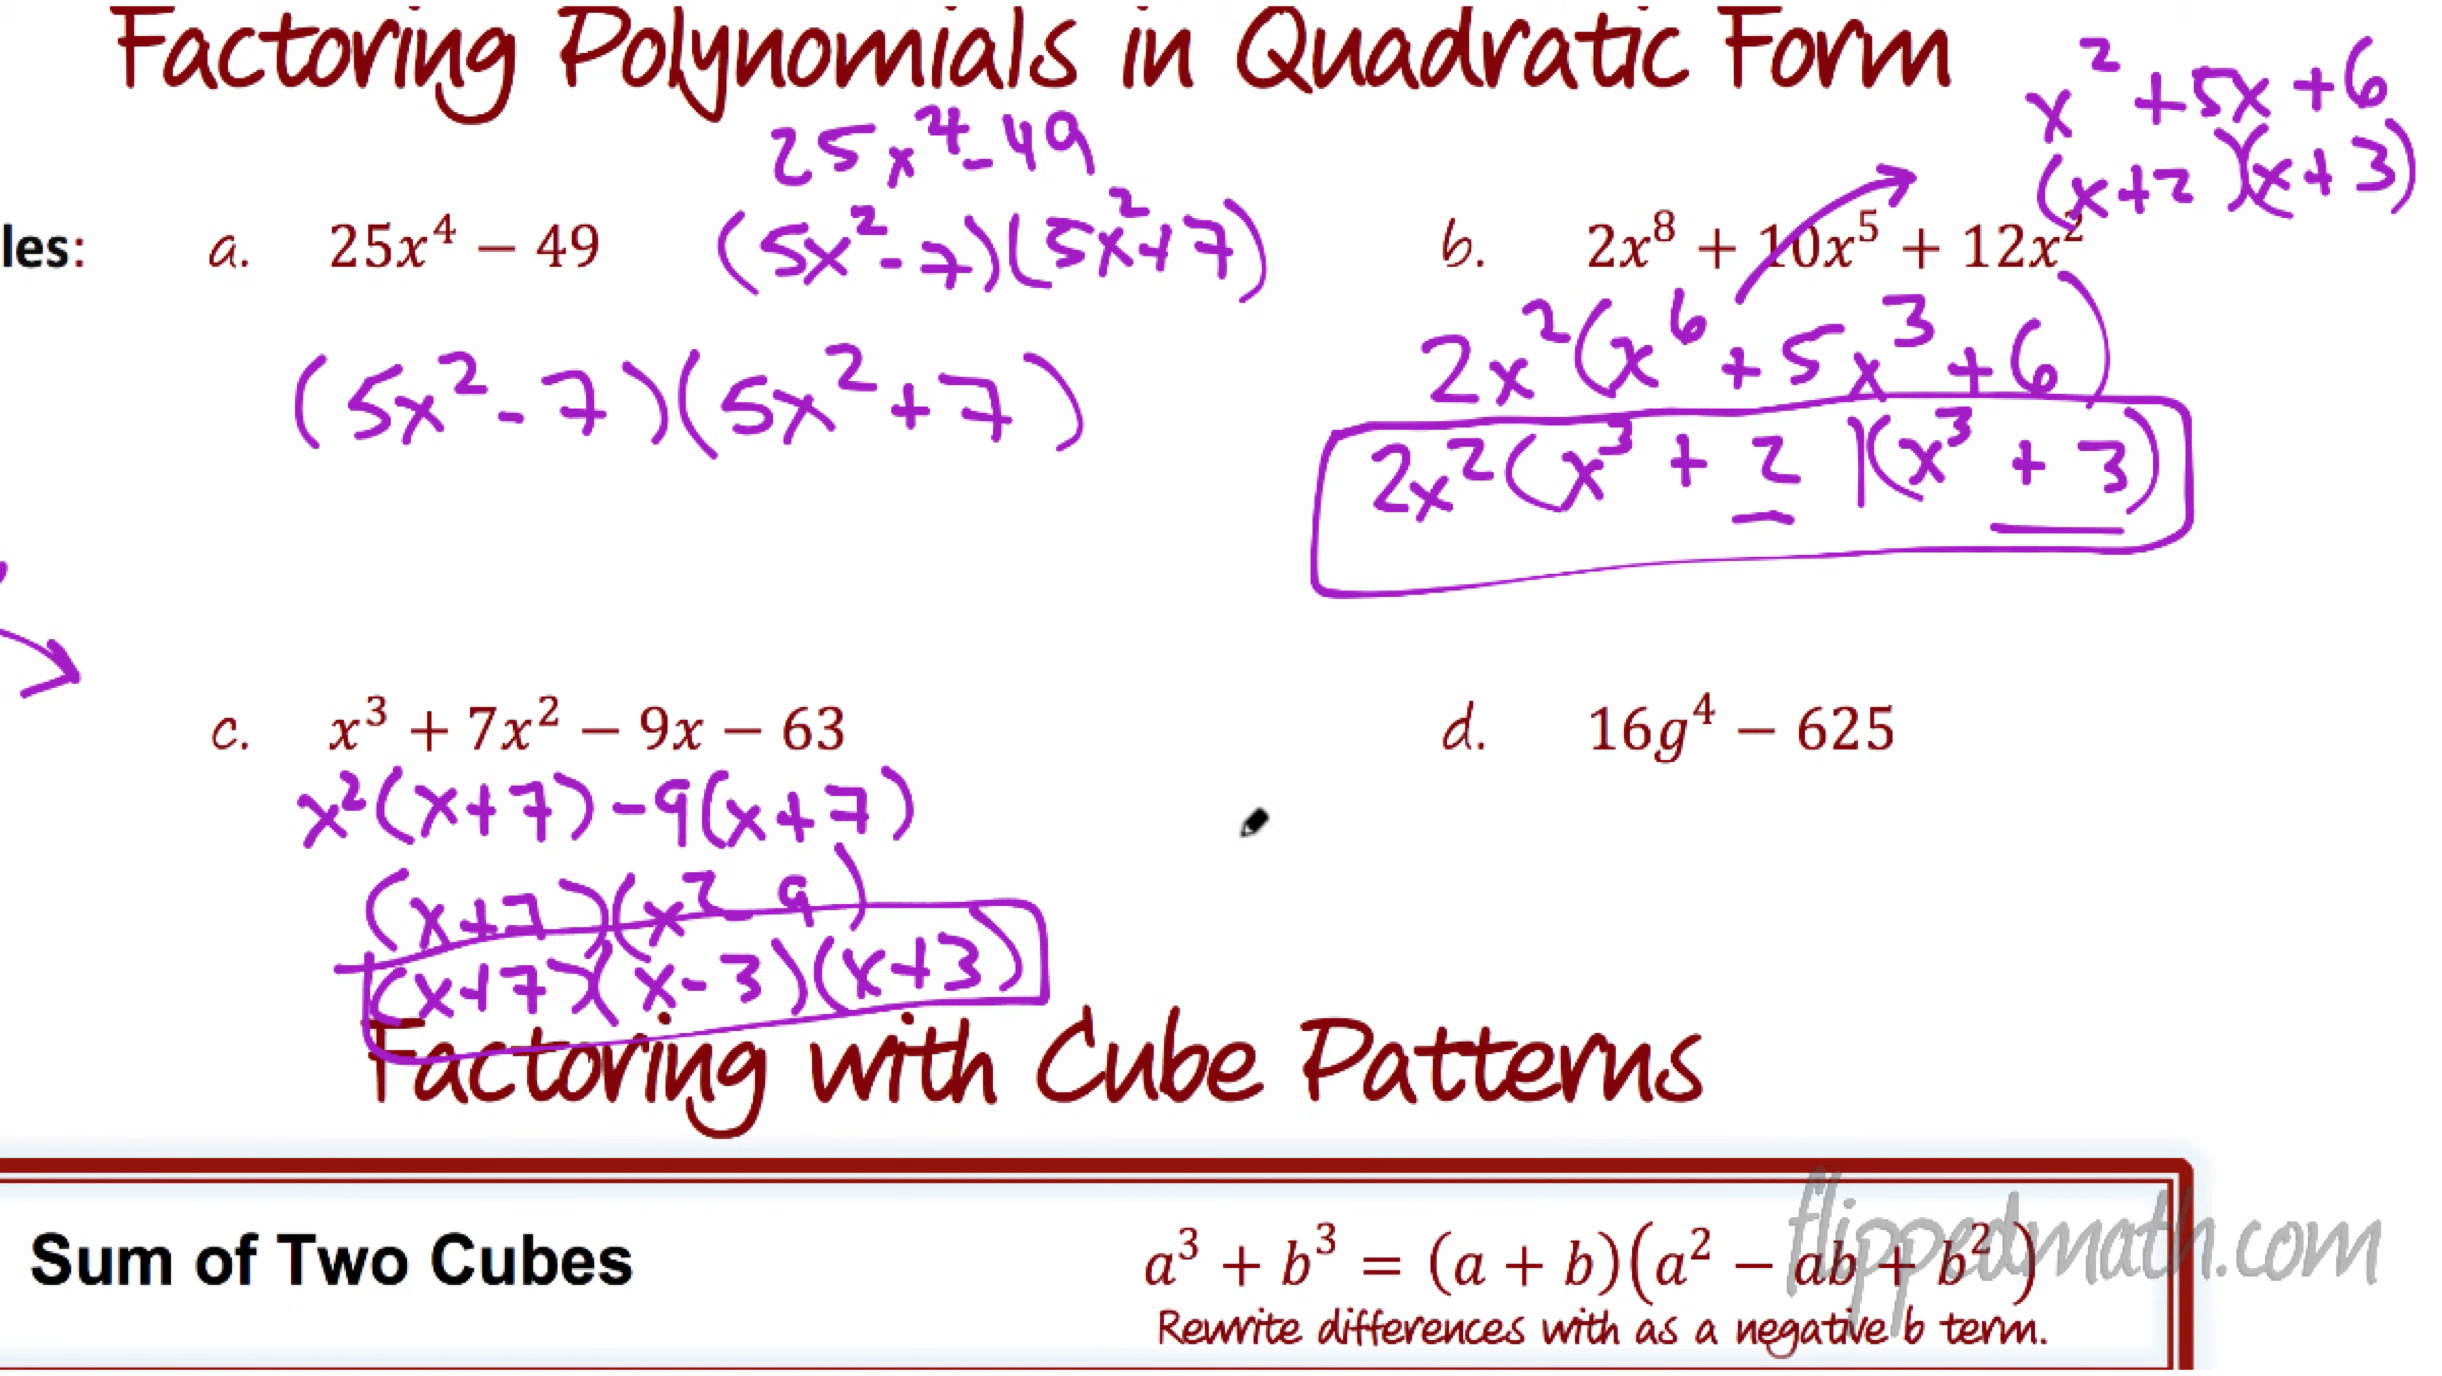 Factoring Polynomials in Quadratic Form
x² + 5x + 6
(x+2)(x+3)
25x⁴ - 49
(5x² - 7)(5x² + 7)
les:
a. 25x⁴ − 49
(5x² - 7)(5x² + 7)
b. 2x⁸ + 10x⁵ + 12x²
2x²(x⁶ + 5x³ + 6)
2x²(x³ + 2)(x³ + 3)
c. x³ + 7x² − 9x − 63
x²(x+7) - 9(x+7)
(x+7)(x² - 9)
(x+7)(x-3)(x+3)
d. 16g⁴ − 625
Factoring with Cube Patterns
Sum of Two Cubes
a³ + b³ = (a + b)(a² − ab + b²)
Rewrite differences with as a negative b term.
flippedmath.com